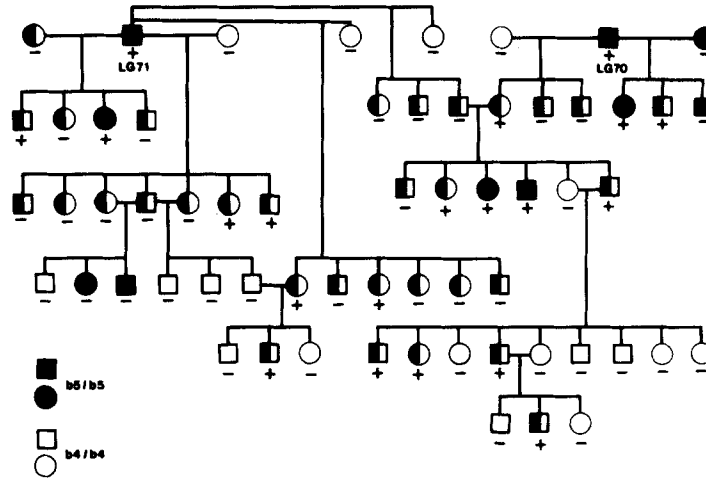 − + − − − − + −
LG71 LG70
+ − + − − − − + − − + + −
− − − − − + + − + + + − +
− − − − − − + − + − − −
− + − + + − + − − − − −
b5/b5
− + −
b4/b4